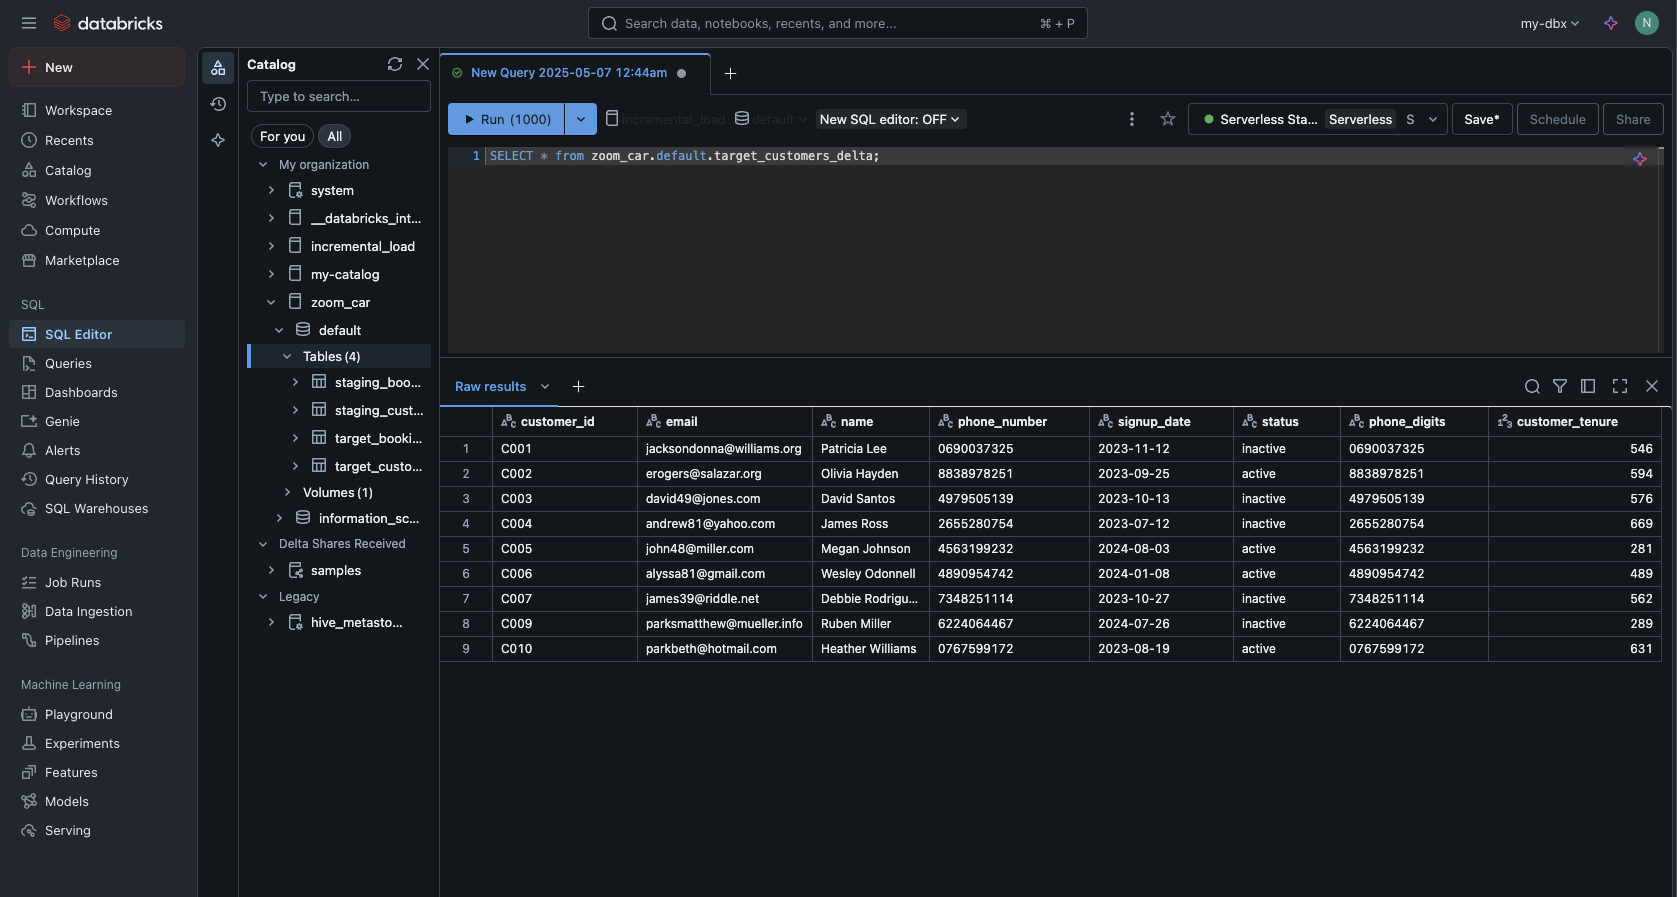 databricks
Search data, notebooks, recents, and more...
⌘ + P
my-dbx
N
New
Workspace
Recents
Catalog
Workflows
Compute
Marketplace
SQL
SQL Editor
Queries
Dashboards
Genie
Alerts
Query History
SQL Warehouses
Data Engineering
Job Runs
Data Ingestion
Pipelines
Machine Learning
Playground
Experiments
Features
Models
Serving
Catalog
Type to search...
For you
All
My organization
system
__databricks_int...
incremental_load
my-catalog
zoom_car
default
Tables (4)
staging_boo...
staging_cust...
target_booki...
target_custo...
Volumes (1)
information_sc...
Delta Shares Received
samples
Legacy
hive_metasto...
New Query 2025-05-07 12:44am
Run (1000)
incremental_load
default
New SQL editor: OFF
Serverless Sta...
Serverless
S
Save*
Schedule
Share
1 SELECT * from zoom_car.default.target_customers_delta;
Raw results
customer_id email name phone_number signup_date status phone_digits customer_tenure
1 C001 jacksondonna@williams.org Patricia Lee 0690037325 2023-11-12 inactive 0690037325 546
2 C002 erogers@salazar.org Olivia Hayden 8838978251 2023-09-25 active 8838978251 594
3 C003 david49@jones.com David Santos 4979505139 2023-10-13 inactive 4979505139 576
4 C004 andrew81@yahoo.com James Ross 2655280754 2023-07-12 inactive 2655280754 669
5 C005 john48@miller.com Megan Johnson 4563199232 2024-08-03 active 4563199232 281
6 C006 alyssa81@gmail.com Wesley Odonnell 4890954742 2024-01-08 active 4890954742 489
7 C007 james39@riddle.net Debbie Rodrigu... 7348251114 2023-10-27 inactive 7348251114 562
8 C009 parksmatthew@mueller.info Ruben Miller 6224064467 2024-07-26 inactive 6224064467 289
9 C010 parkbeth@hotmail.com Heather Williams 0767599172 2023-08-19 active 0767599172 631